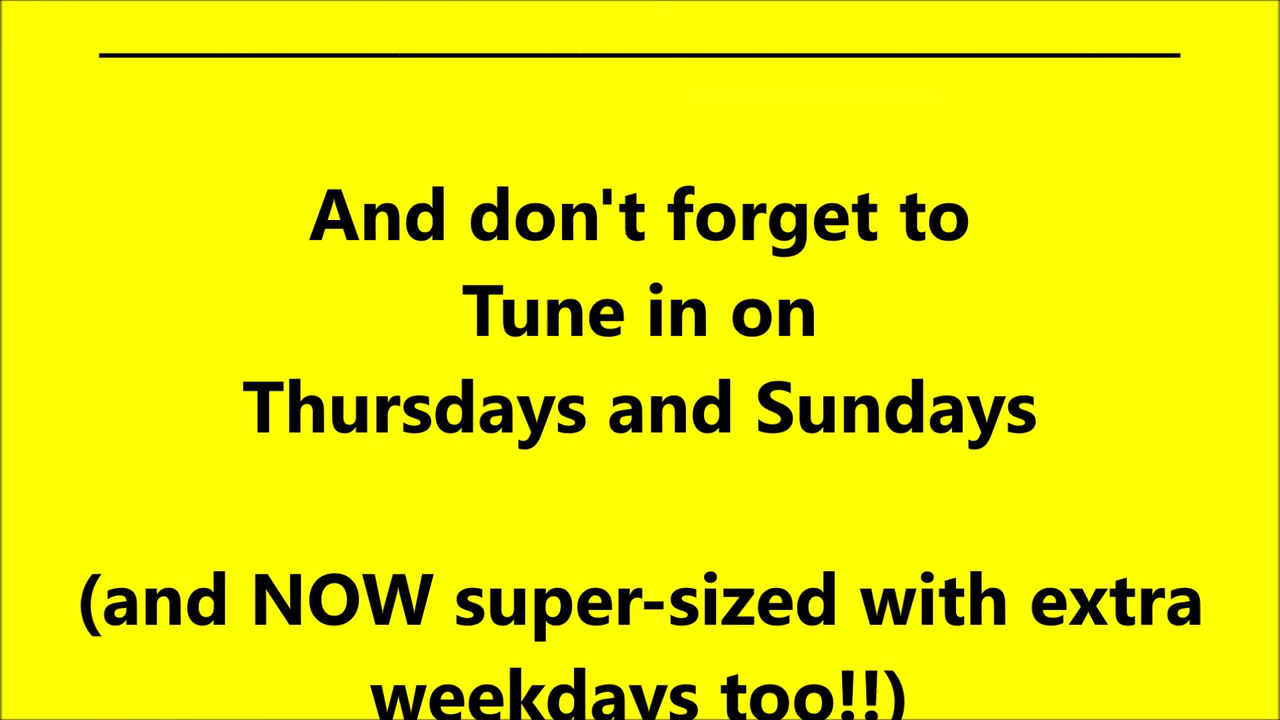 And don't forget to
Tune in on
Thursdays and Sundays
(and NOW super-sized with extra
weekdays too!!)